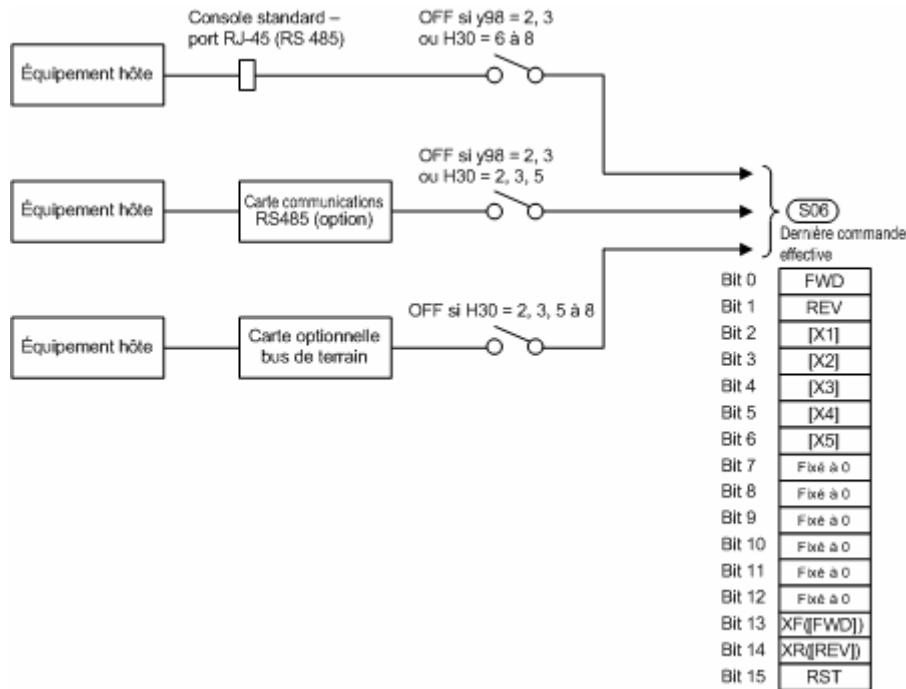 Console standard –
port RJ-45 (RS 485)
OFF si y98 = 2, 3
ou H30 = 6 à 8
Équipement hôte
OFF si y98 = 2, 3
ou H30 = 2, 3, 5
Équipement hôte
Carte communications
RS485 (option)
S06
Dernière commande
effective
OFF si H30 = 2, 3, 5 à 8
Équipement hôte
Carte optionnelle
bus de terrain
Bit 0 FWD
Bit 1 REV
Bit 2 [X1]
Bit 3 [X2]
Bit 4 [X3]
Bit 5 [X4]
Bit 6 [X5]
Bit 7 Fixé à 0
Bit 8 Fixé à 0
Bit 9 Fixé à 0
Bit 10 Fixé à 0
Bit 11 Fixé à 0
Bit 12 Fixé à 0
Bit 13 XF([FWD])
Bit 14 XR([REV])
Bit 15 RST